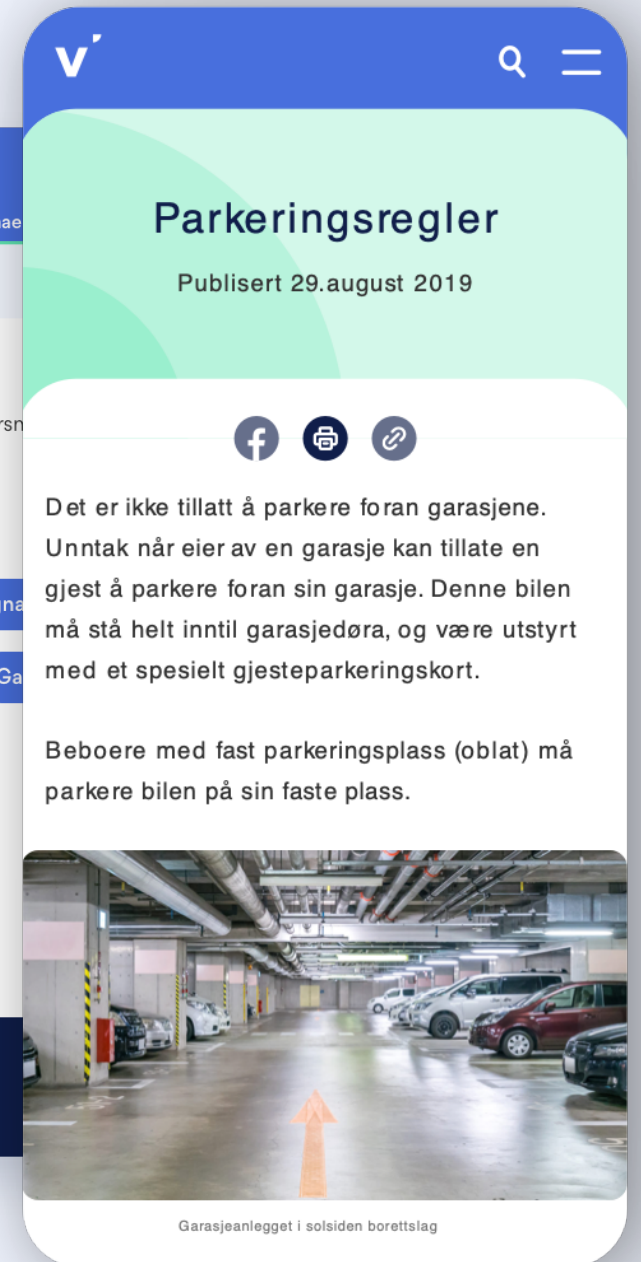 v
Parkeringsregler
Publisert 29.august 2019
Det er ikke tillatt å parkere foran garasjene.
Unntak når eier av en garasje kan tillate en
gjest å parkere foran sin garasje. Denne bilen
må stå helt inntil garasjedøra, og være utstyrt
med et spesielt gjesteparkeringskort.
Beboere med fast parkeringsplass (oblat) må
parkere bilen på sin faste plass.
Garasjeanlegget i solsiden borettslag